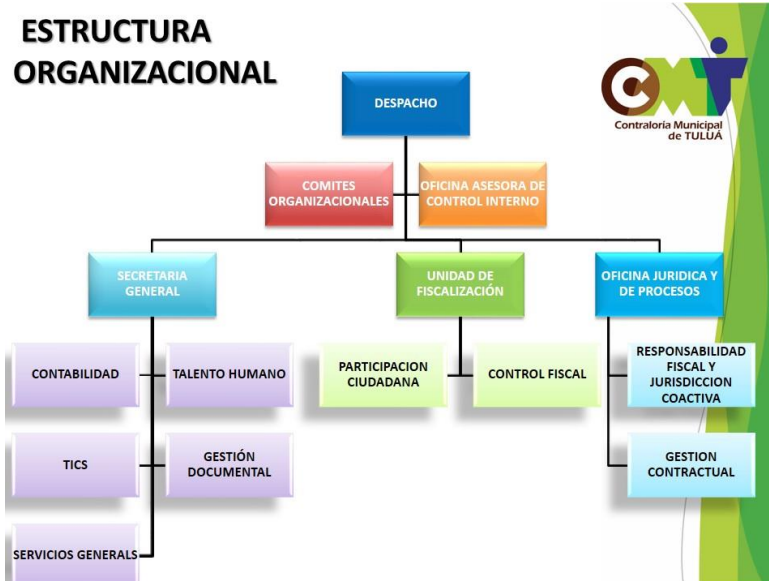 ESTRUCTURA
ORGANIZACIONAL
CMT
Contraloría Municipal
de TULUÁ
DESPACHO
COMITES
ORGANIZACIONALES
OFICINA ASESORA DE
CONTROL INTERNO
SECRETARIA
GENERAL
UNIDAD DE
FISCALIZACIÓN
OFICINA JURIDICA Y
DE PROCESOS
CONTABILIDAD
TALENTO HUMANO
PARTICIPACION
CIUDADANA
CONTROL FISCAL
RESPONSABILIDAD
FISCAL Y
JURISDICCION
COACTIVA
TICS
GESTIÓN
DOCUMENTAL
GESTION
CONTRACTUAL
SERVICIOS GENERALS